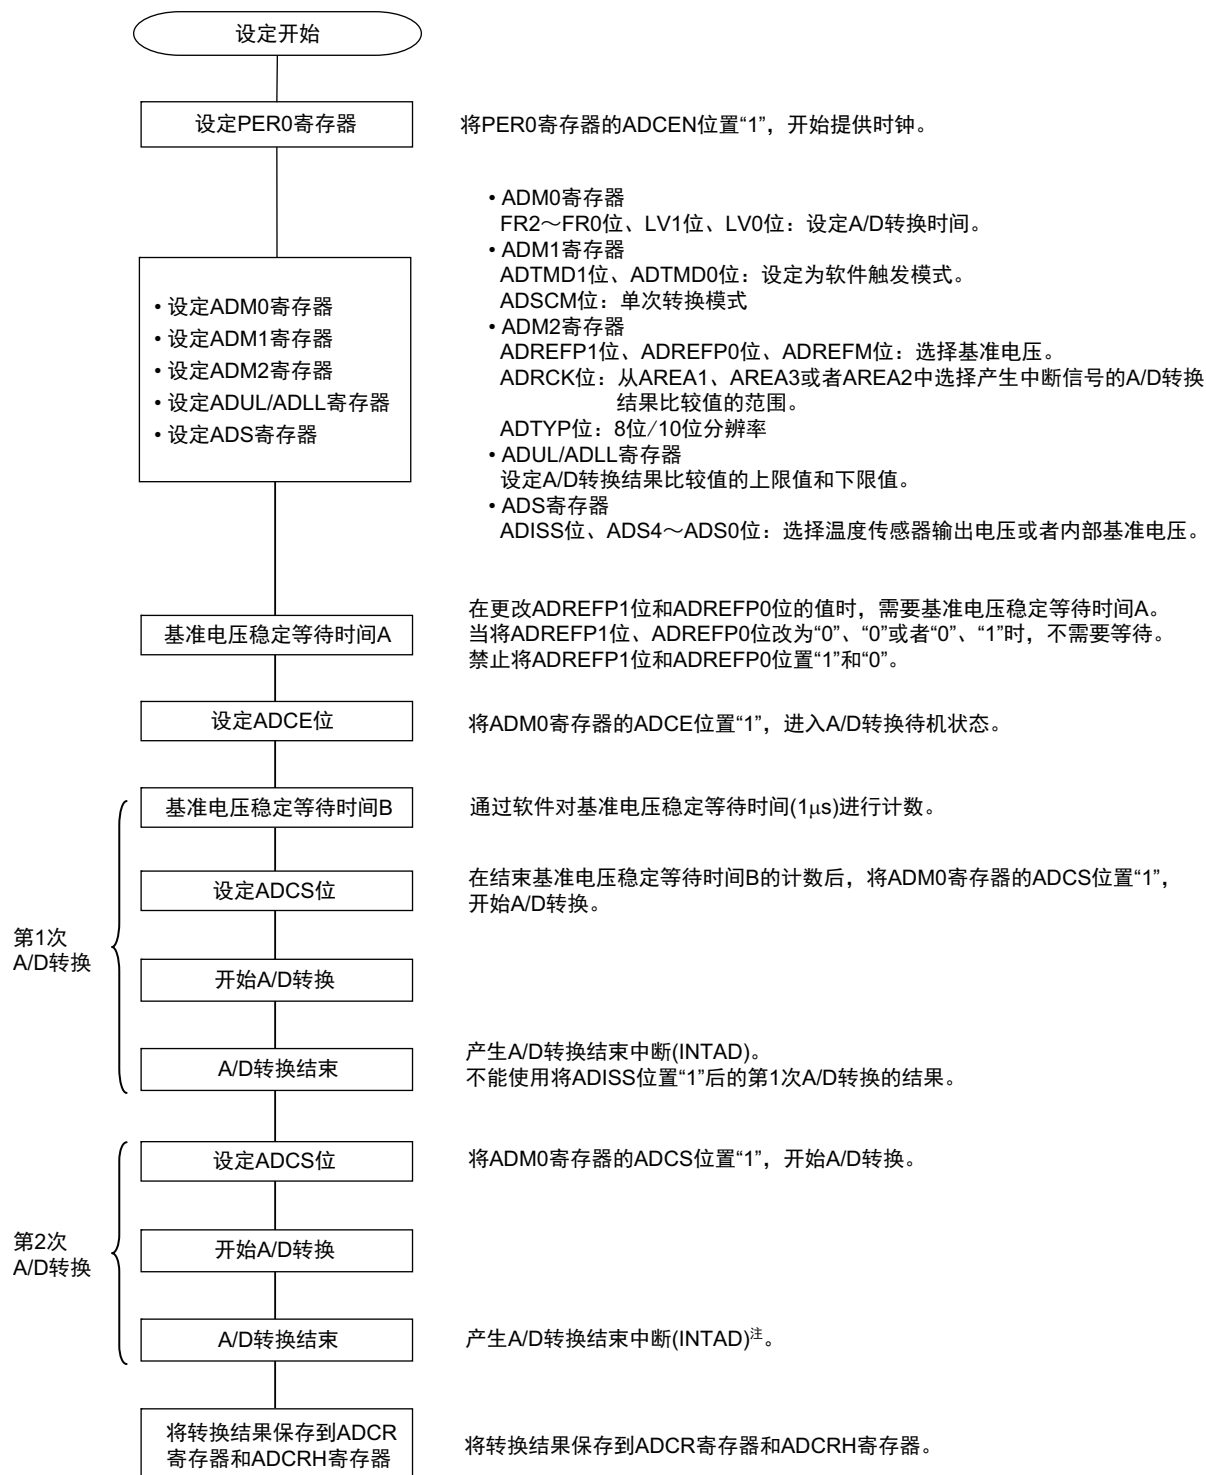 设定开始
设定PER0寄存器
将PER0寄存器的ADCEN位置“1”，开始提供时钟。
• 设定ADM0寄存器
• 设定ADM1寄存器
• 设定ADM2寄存器
• 设定ADUL/ADLL寄存器
• 设定ADS寄存器
• ADM0寄存器
FR2～FR0位、LV1位、LV0位：设定A/D转换时间。
• ADM1寄存器
ADTMD1位、ADTMD0位：设定为软件触发模式。
ADSCM位：单次转换模式
• ADM2寄存器
ADREFP1位、ADREFP0位、ADREFM位：选择基准电压。
ADRCK位：从AREA1、AREA3或者AREA2中选择产生中断信号的A/D转换
结果比较值的范围。
ADTYP位：8位/10位分辨率
• ADUL/ADLL寄存器
设定A/D转换结果比较值的上限值和下限值。
• ADS寄存器
ADISS位、ADS4～ADS0位：选择温度传感器输出电压或者内部基准电压。
基准电压稳定等待时间A
在更改ADREFP1位和ADREFP0位的值时，需要基准电压稳定等待时间A。
当将ADREFP1位、ADREFP0位改为“0”、“0”或者“0”、“1”时，不需要等待。
禁止将ADREFP1位和ADREFP0位置“1”和“0”。
设定ADCE位
将ADM0寄存器的ADCE位置“1”，进入A/D转换待机状态。
第1次
A/D转换
基准电压稳定等待时间B
通过软件对基准电压稳定等待时间(1μs)进行计数。
设定ADCS位
在结束基准电压稳定等待时间B的计数后，将ADM0寄存器的ADCS位置“1”，
开始A/D转换。
开始A/D转换
A/D转换结束
产生A/D转换结束中断(INTAD)。
不能使用将ADISS位置“1”后的第1次A/D转换的结果。
第2次
A/D转换
设定ADCS位
将ADM0寄存器的ADCS位置“1”，开始A/D转换。
开始A/D转换
A/D转换结束
产生A/D转换结束中断(INTAD)注。
将转换结果保存到ADCR
寄存器和ADCRH寄存器
将转换结果保存到ADCR寄存器和ADCRH寄存器。